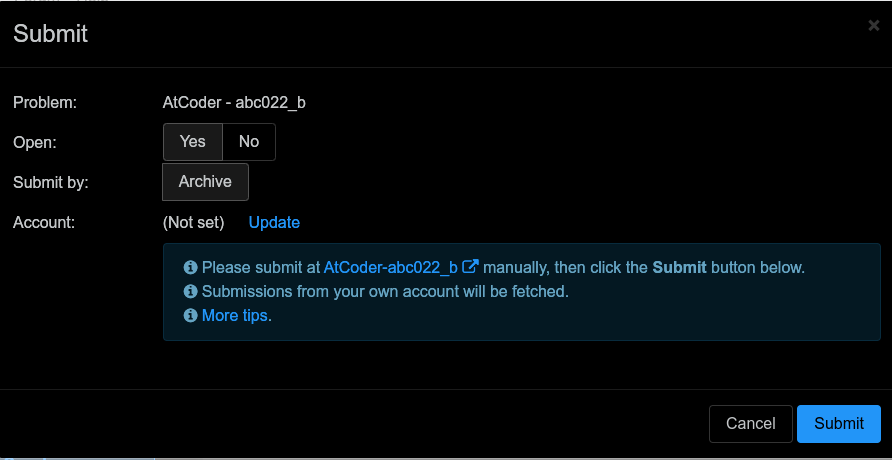 Submit ×
Problem: AtCoder - abc022_b
Open: Yes No
Submit by: Archive
Account: (Not set) Update
Please submit at AtCoder-abc022_b manually, then click the Submit button below.
Submissions from your own account will be fetched.
More tips.
Cancel Submit